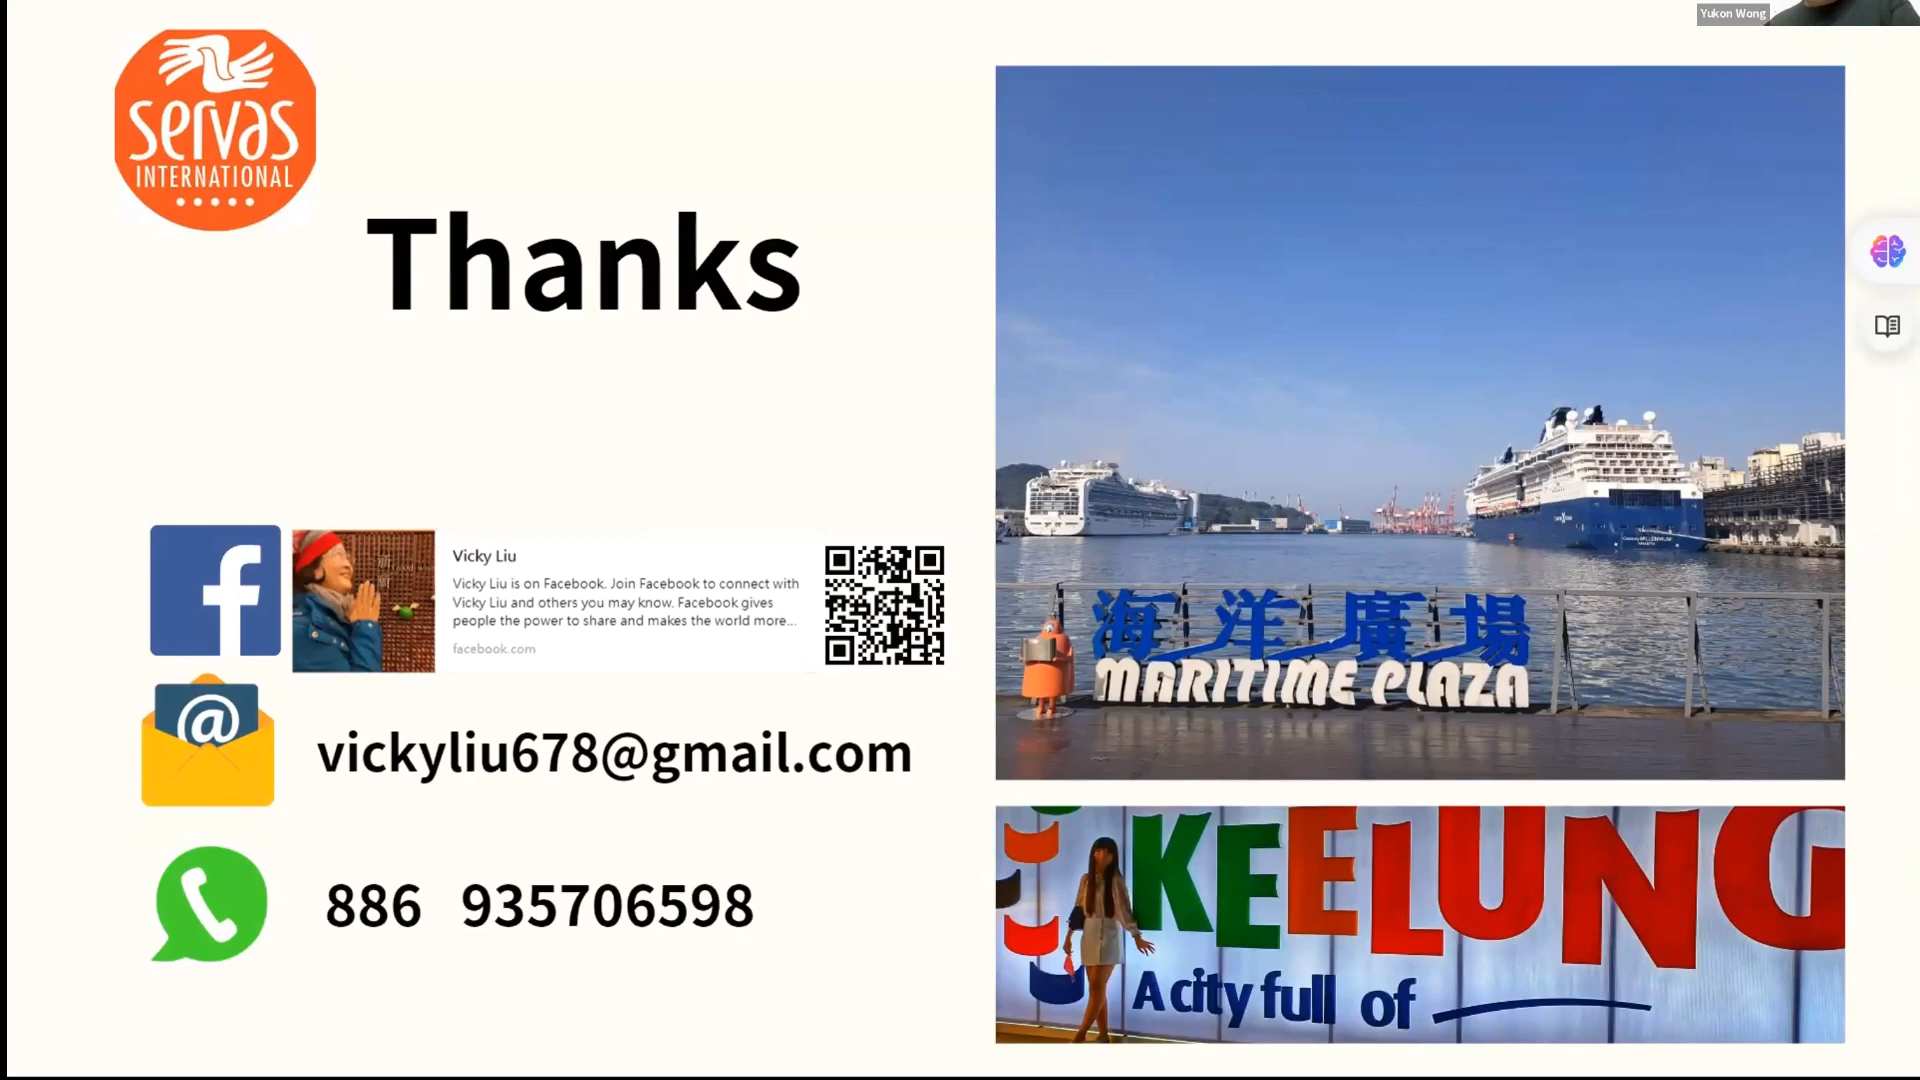 Yukon Wong
servas
INTERNATIONAL
Thanks
Vicky Liu
Vicky Liu is on Facebook. Join Facebook to connect with
Vicky Liu and others you may know. Facebook gives
people the power to share and makes the world more...
facebook.com
vickyliu678@gmail.com
886 935706598
海洋廣場
MARITIME PLAZA
KEELUNG
A city full of